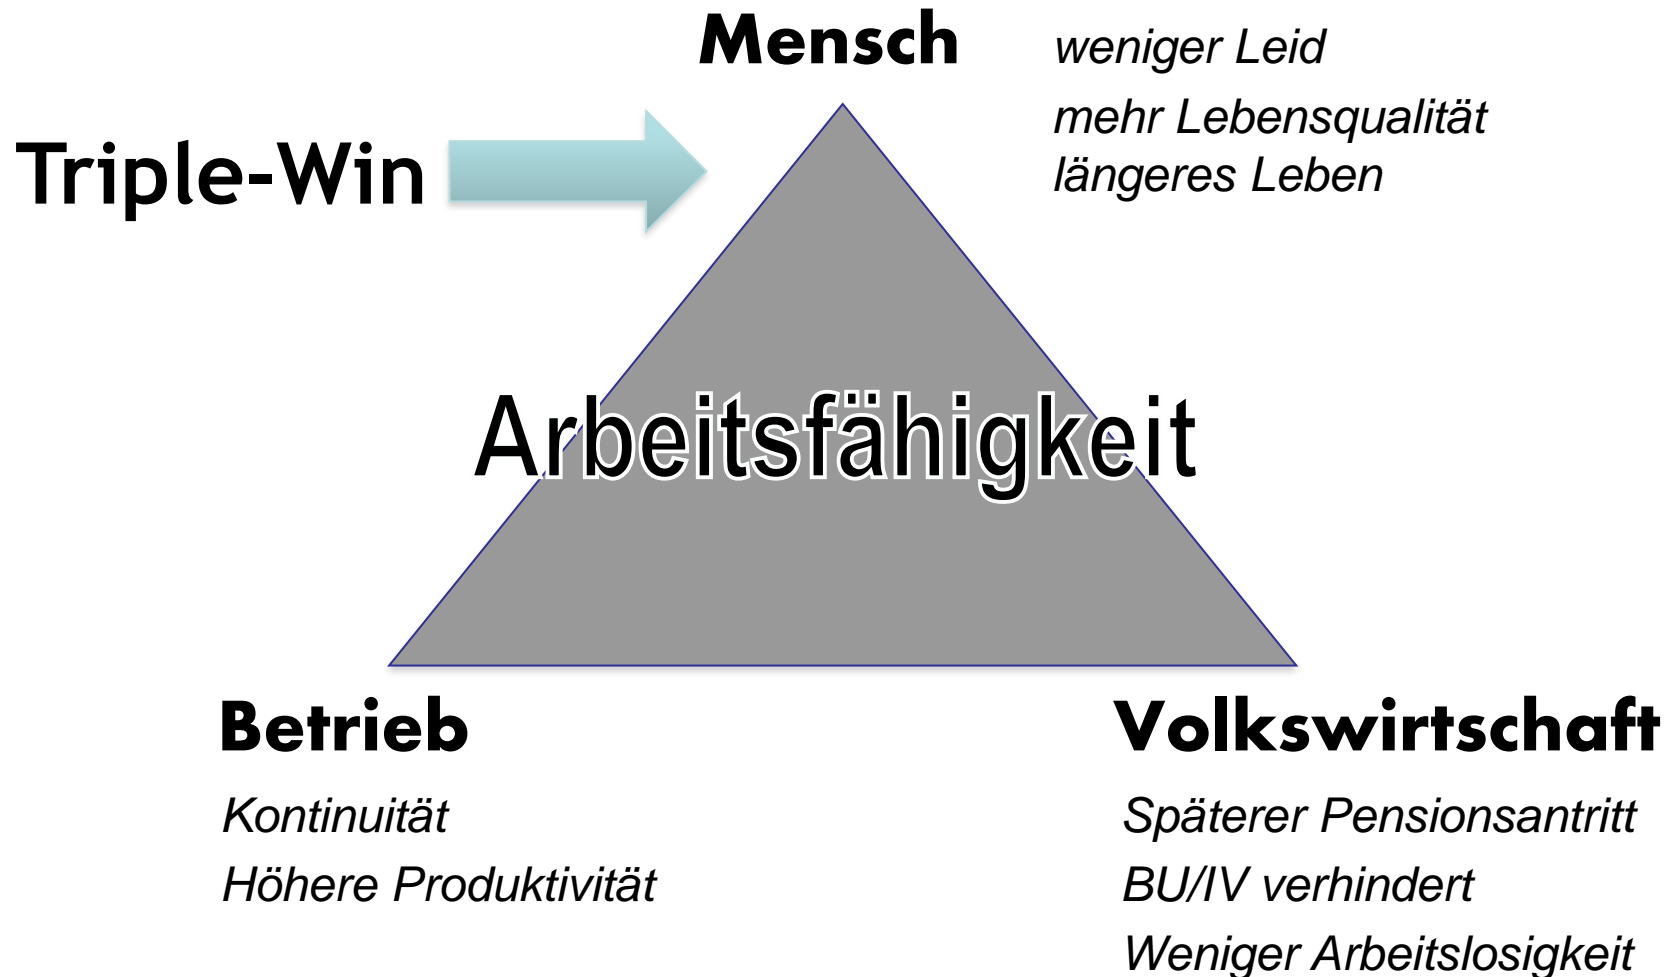 Mensch
weniger Leid
mehr Lebensqualität
längeres Leben
Triple-Win
Arbeitsfähigkeit
Betrieb
Kontinuität
Höhere Produktivität
Volkswirtschaft
Späterer Pensionsantritt
BU/IV verhindert
Weniger Arbeitslosigkeit